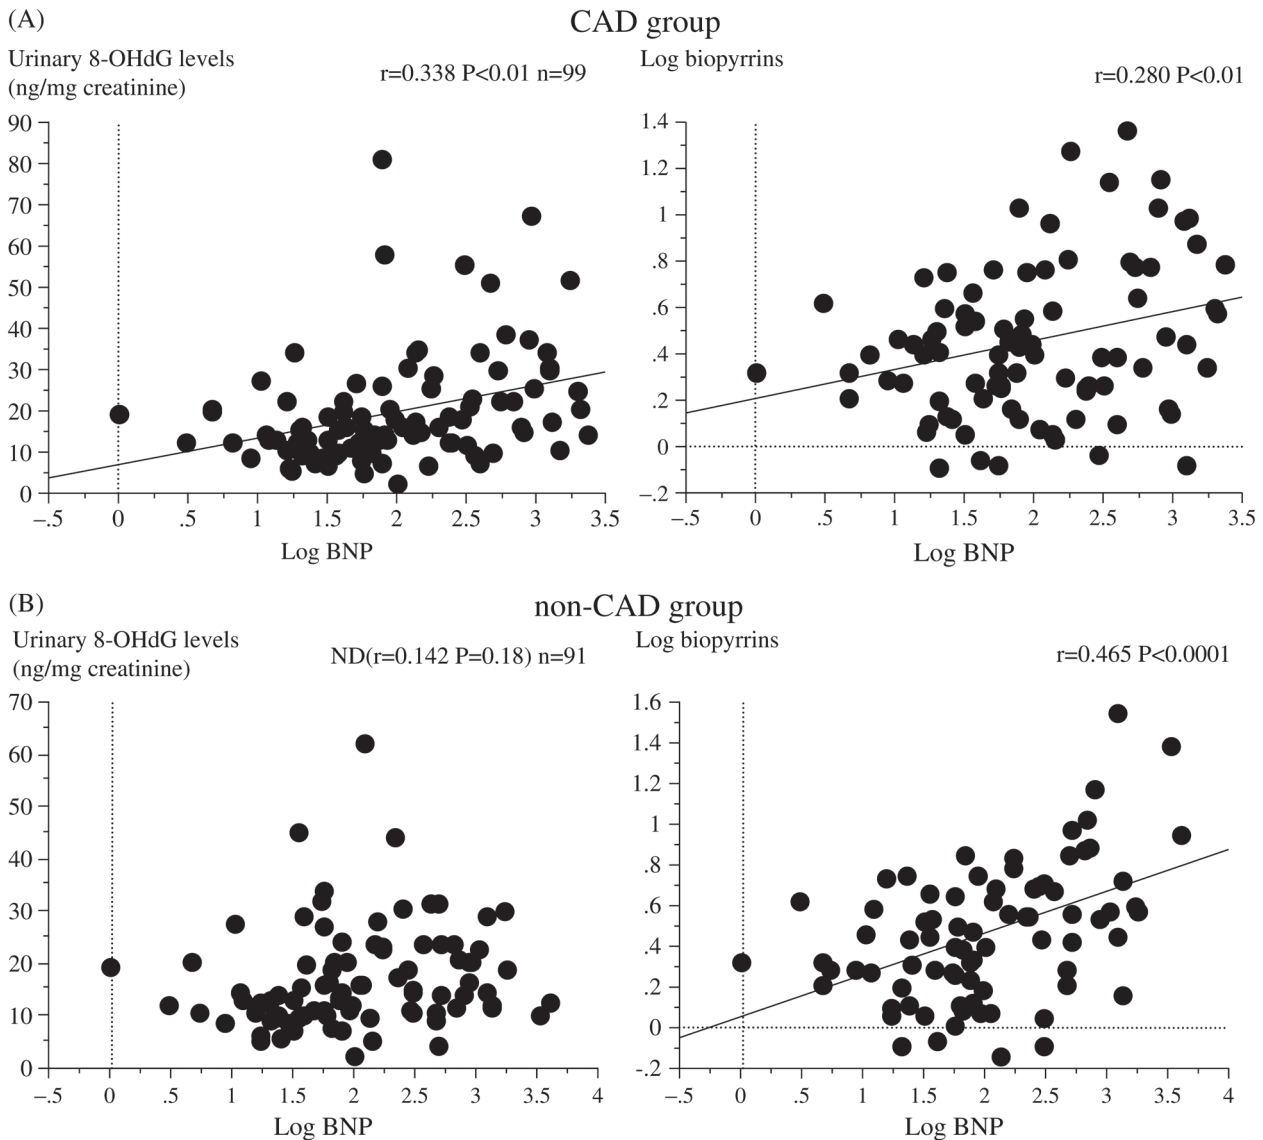 (A)
CAD group
Urinary 8-OHdG levels
(ng/mg creatinine)
r=0.338 P<0.01 n=99
90
80
70
60
50
40
30
20
10
0
–.5 0 .5 1 1.5 2 2.5 3 3.5
Log BNP
Log biopyrrins
r=0.280 P<0.01
1.4
1.2
1
.8
.6
.4
.2
0
–.2
–.5 0 .5 1 1.5 2 2.5 3 3.5
Log BNP
(B)
non-CAD group
Urinary 8-OHdG levels
(ng/mg creatinine)
ND(r=0.142 P=0.18) n=91
70
60
50
40
30
20
10
0
–.5 0 .5 1 1.5 2 2.5 3 3.5 4
Log BNP
Log biopyrrins
r=0.465 P<0.0001
1.6
1.4
1.2
1
.8
.6
.4
.2
0
-.2
–.5 0 .5 1 1.5 2 2.5 3 3.5 4
Log BNP